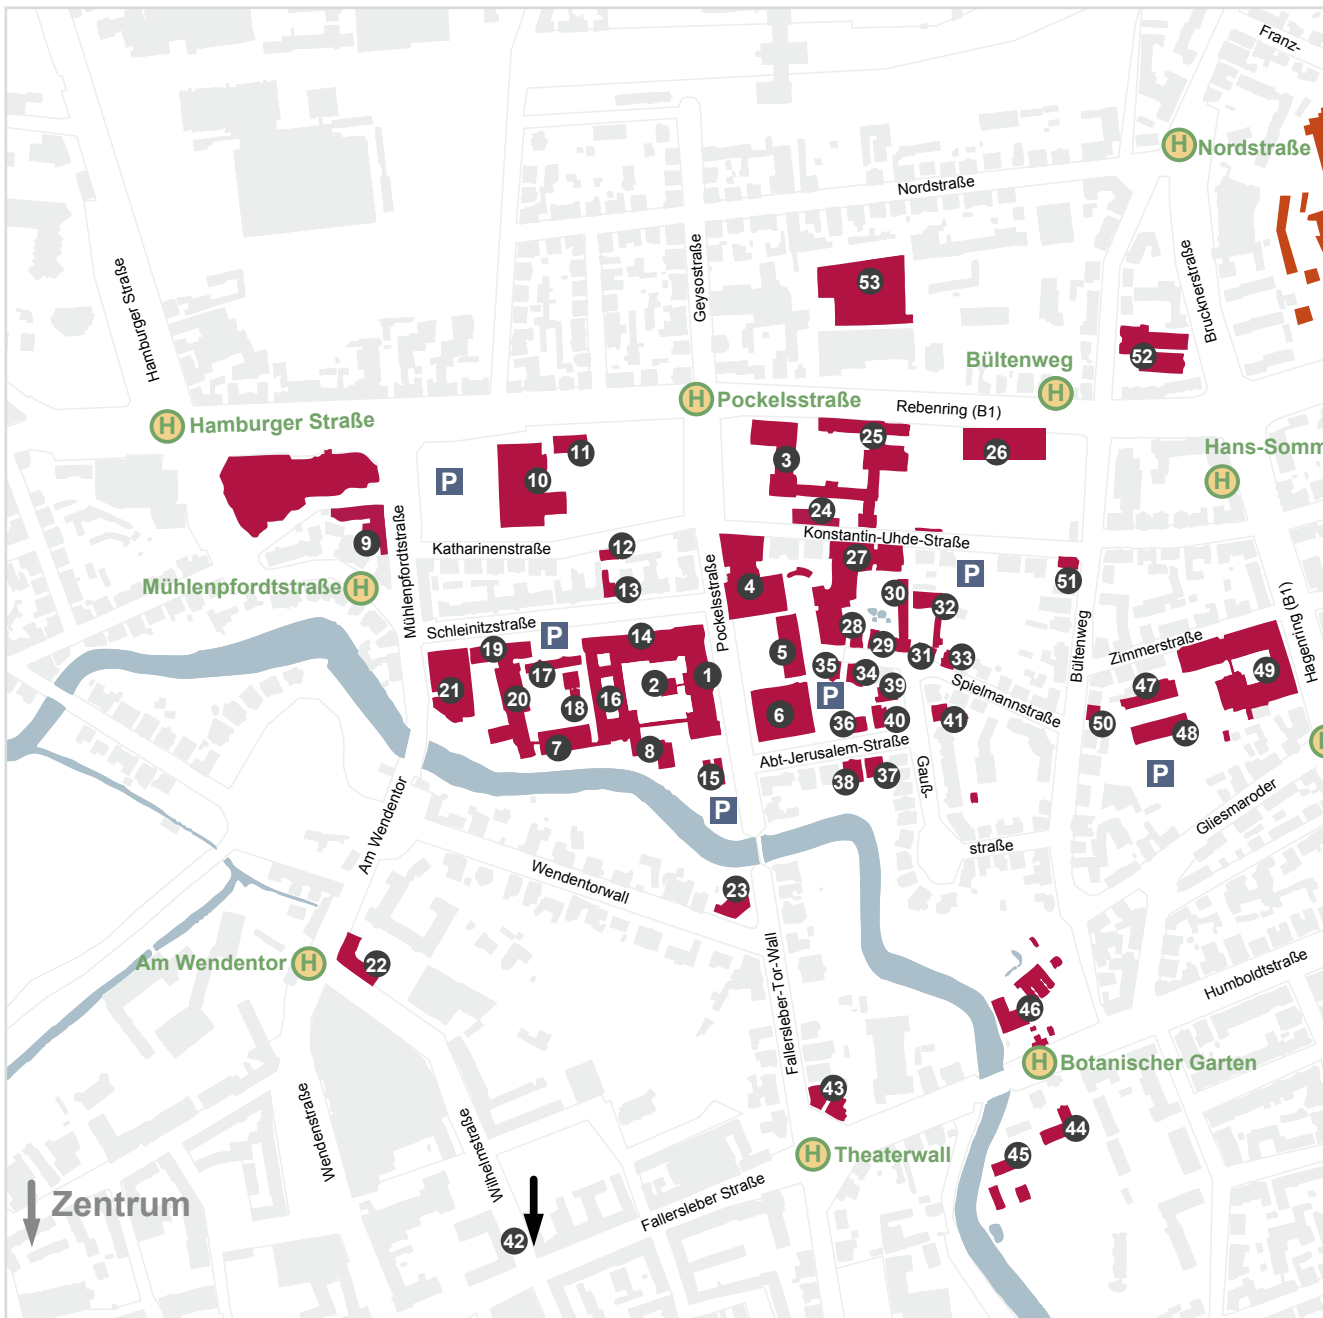 Franz-
H Nordstraße
Nordstraße
Hamburger Straße
Geysostraße
Brucknerstraße
53
52
Bültenweg
H
H Pockelsstraße
Rebenring (B1)
H Hamburger Straße
Hans-Somm
H
11
10
P
3
25
26
24
9
Mühlenpfordtstraße
Katharinenstraße
12
Konstantin-Uhde-Straße
27
P
51
Mühlenpfordtstraße H
13
Pockelsstraße
4
30
32
Hagenring (B1)
Schleinitzstraße
P
14
28
29
31
33
Bültenweg
Zimmerstraße
19
17
5
35
34
49
21
20
18
16
2
1
P
39
Spielmannstraße
47
6
36
40
41
50
48
7
8
Abt-Jerusalem-Straße
15
38
37
Gauß-
P
P
Gliesmaroder
straße
Am Wendentor
Wendentorwall
23
Am Wendentor H
22
Fallersleber-Tor-Wall
Humboldtstraße
46
H Botanischer Garten
43
44
Wendenstraße
Wilhelmstraße
H Theaterwall
45
Zentrum
Fallersleber Straße
42